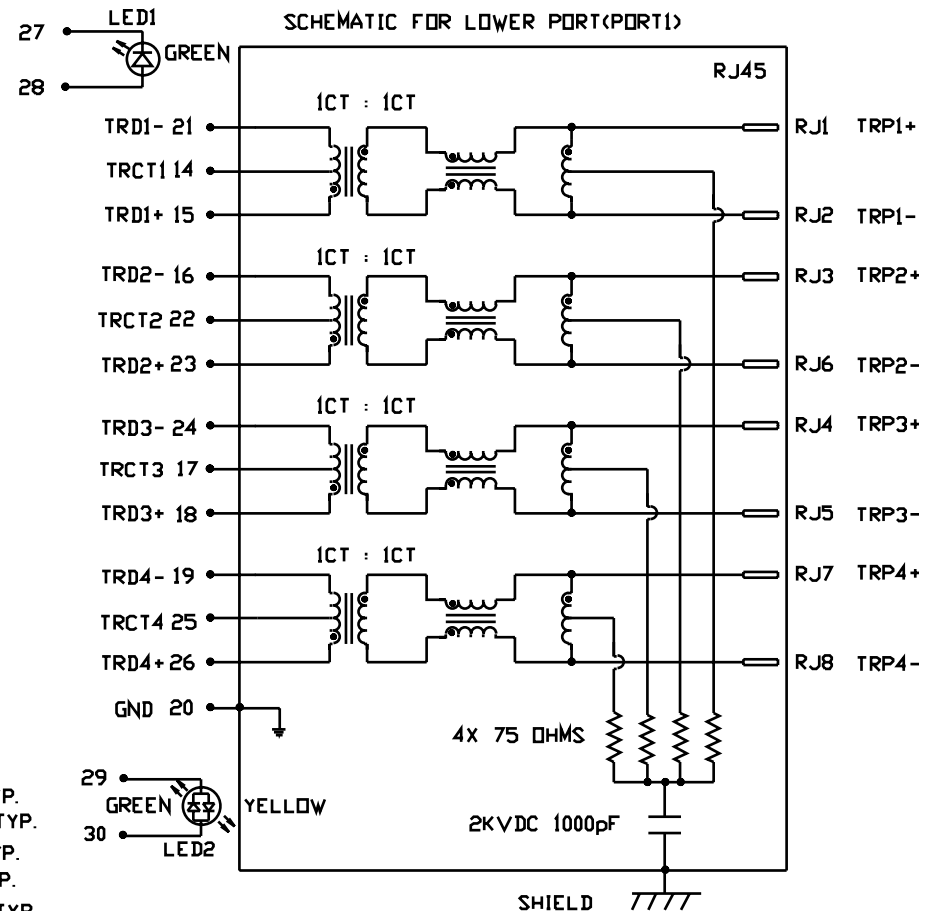 LED1
SCHEMATIC FOR LOWER PORT(PORT1)
27
GREEN
28
RJ45
1CT : 1CT
TRD1- 21
RJ1 TRP1+
TRCT1 14
TRD1+ 15
RJ2 TRP1-
1CT : 1CT
TRD2- 16
RJ3 TRP2+
TRCT2 22
TRD2+ 23
RJ6 TRP2-
1CT : 1CT
TRD3- 24
RJ4 TRP3+
TRCT3 17
TRD3+ 18
RJ5 TRP3-
1CT : 1CT
TRD4- 19
RJ7 TRP4+
TRCT4 25
TRD4+ 26
RJ8 TRP4-
GND 20
4X 75 OHMS
29
GREEN
YELLOW
P.
TYP.
2KVDC 1000pF
30
LED2
P.
P.
SHIELD